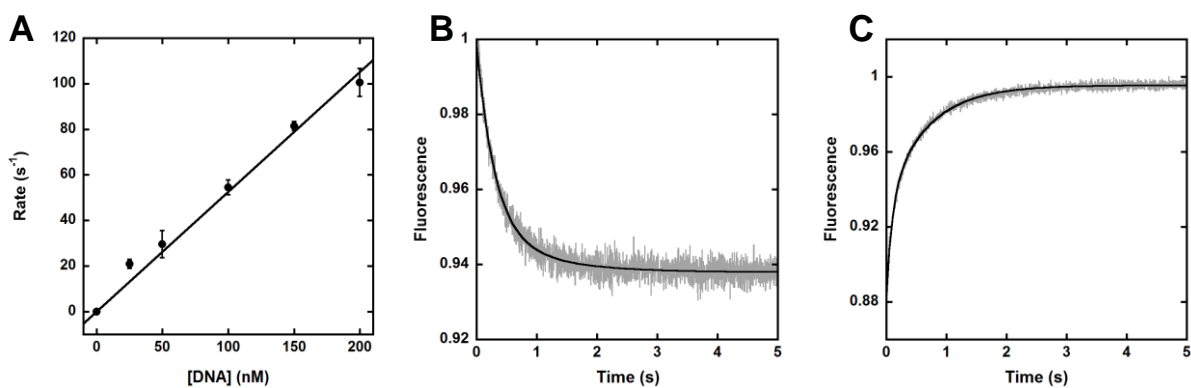 A
120
100
80
60
40
20
0
Rate (s⁻¹)
0 50 100 150 200
[DNA] (nM)
B
1
0.98
0.96
0.94
0.92
Fluorescence
0 1 2 3 4 5
Time (s)
C
1
0.96
0.92
0.88
Fluorescence
0 1 2 3 4 5
Time (s)